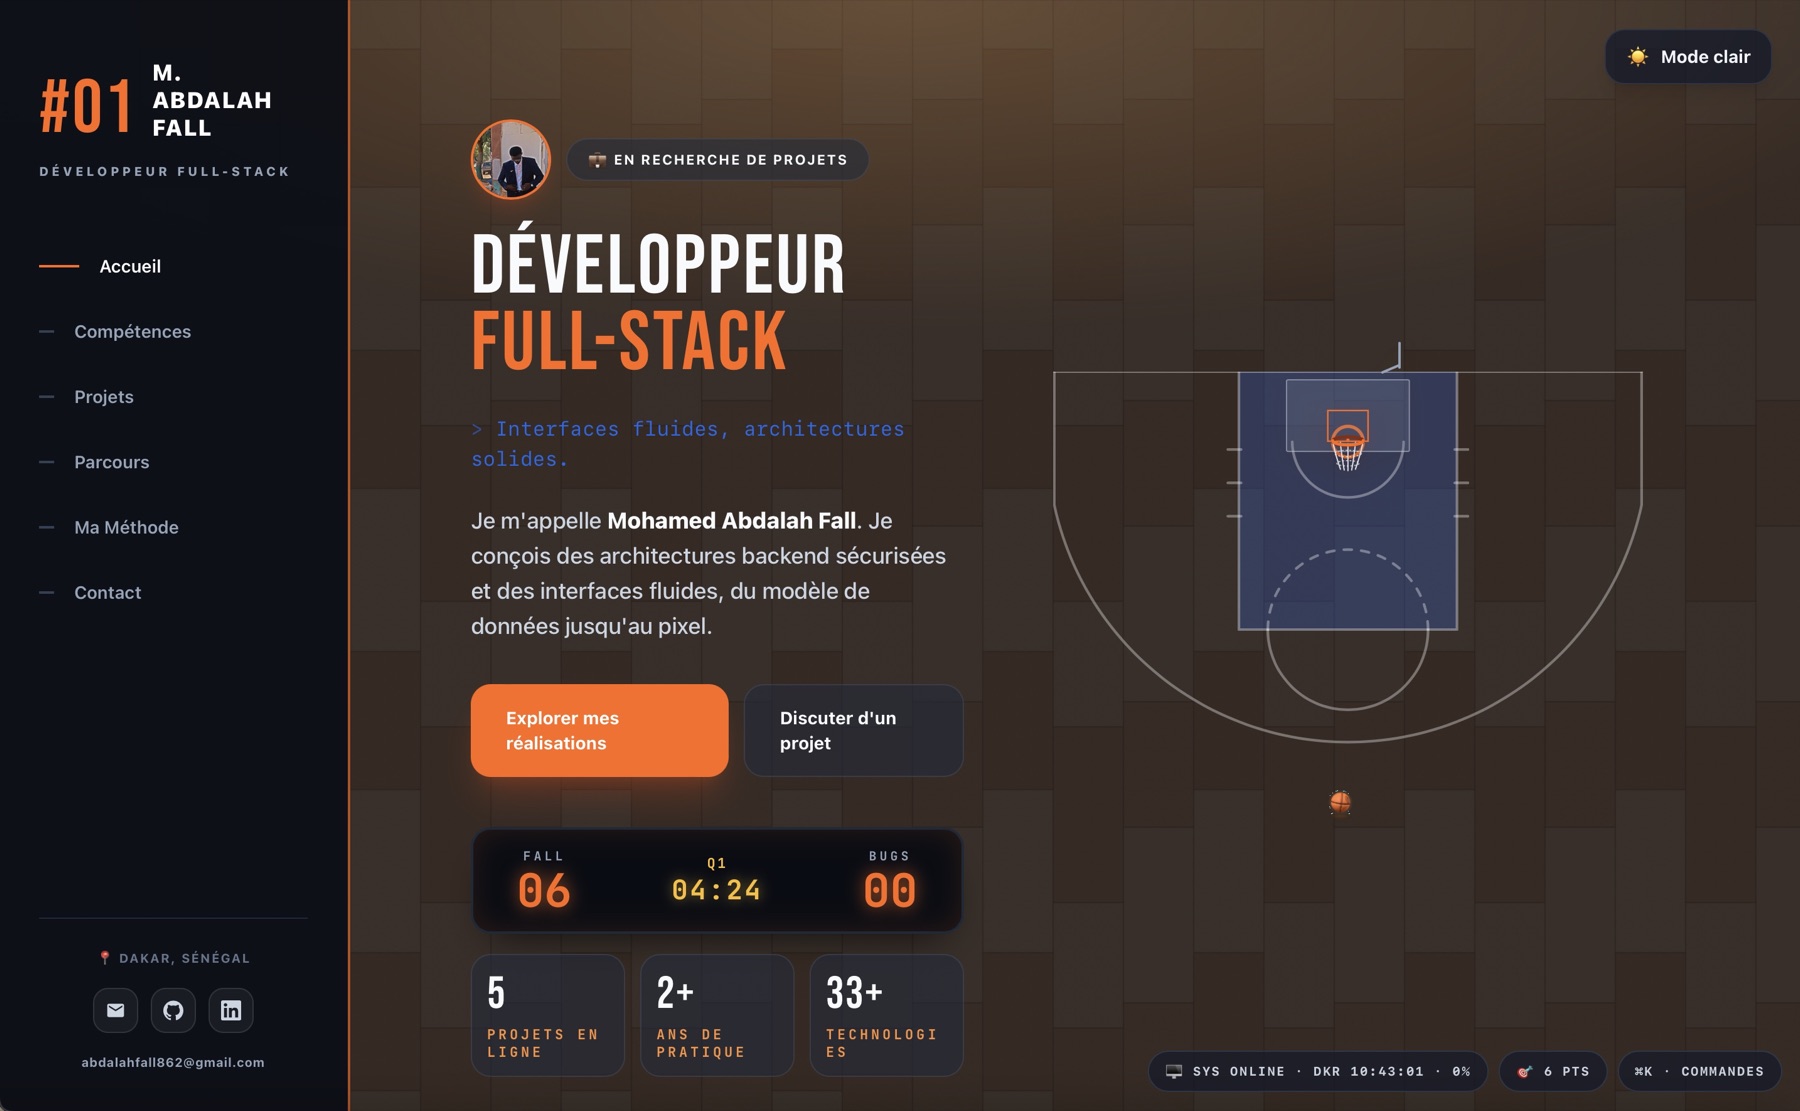 #01
M.
ABDALAH
FALL
DÉVELOPPEUR FULL-STACK
Accueil
Compétences
Projets
Parcours
Ma Méthode
Contact
DAKAR, SÉNÉGAL
abdalahfall862@gmail.com
Mode clair
EN RECHERCHE DE PROJETS
DÉVELOPPEUR
FULL-STACK
> Interfaces fluides, architectures
solides.
Je m'appelle Mohamed Abdalah Fall. Je
conçois des architectures backend sécurisées
et des interfaces fluides, du modèle de
données jusqu'au pixel.
Explorer mes
réalisations
Discuter d'un
projet
FALL
06
Q1
04:24
BUGS
00
5
PROJETS EN
LIGNE
2+
ANS DE
PRATIQUE
33+
TECHNOLOGI
ES
SYS ONLINE · DKR 10:43:01 · 0%
6 PTS
⌘K · COMMANDES